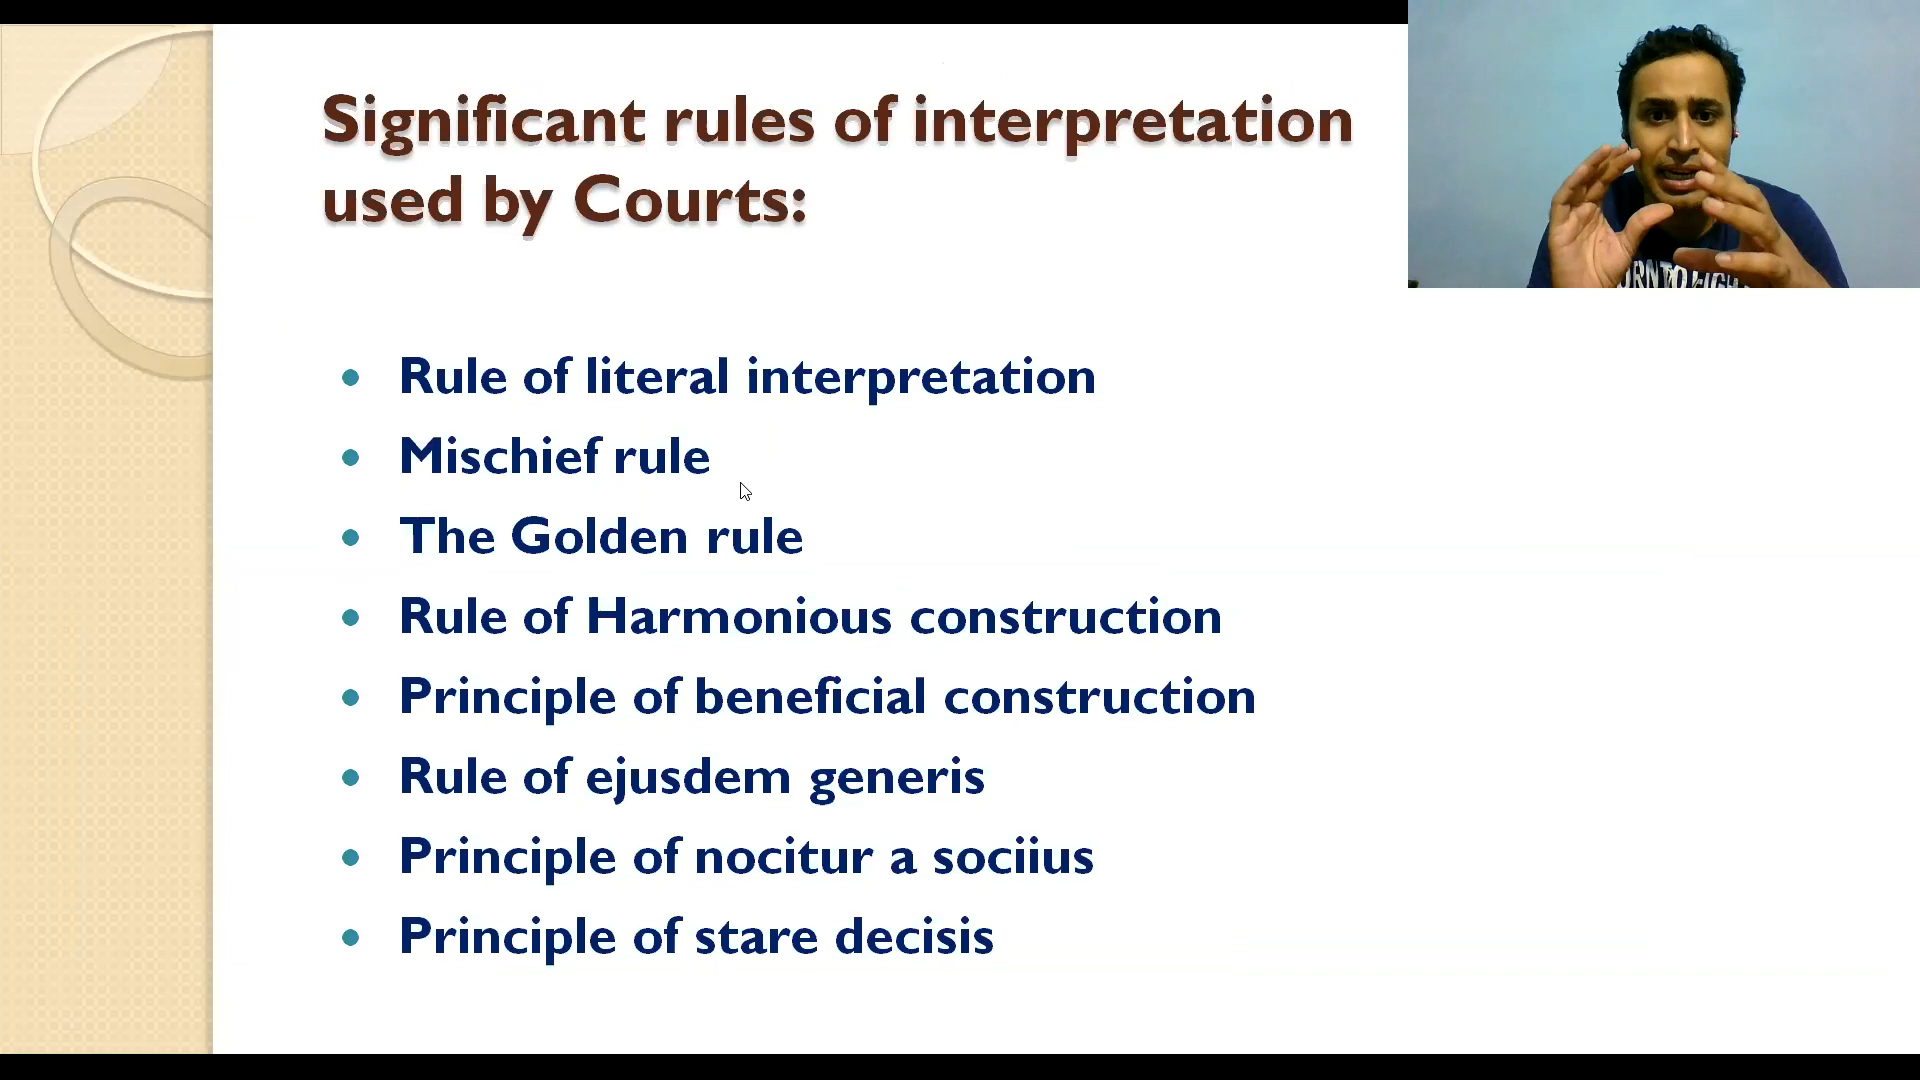 Significant rules of interpretation
used by Courts:
• Rule of literal interpretation
• Mischief rule
• The Golden rule
• Rule of Harmonious construction
• Principle of beneficial construction
• Rule of ejusdem generis
• Principle of nocitur a sociius
• Principle of stare decisis